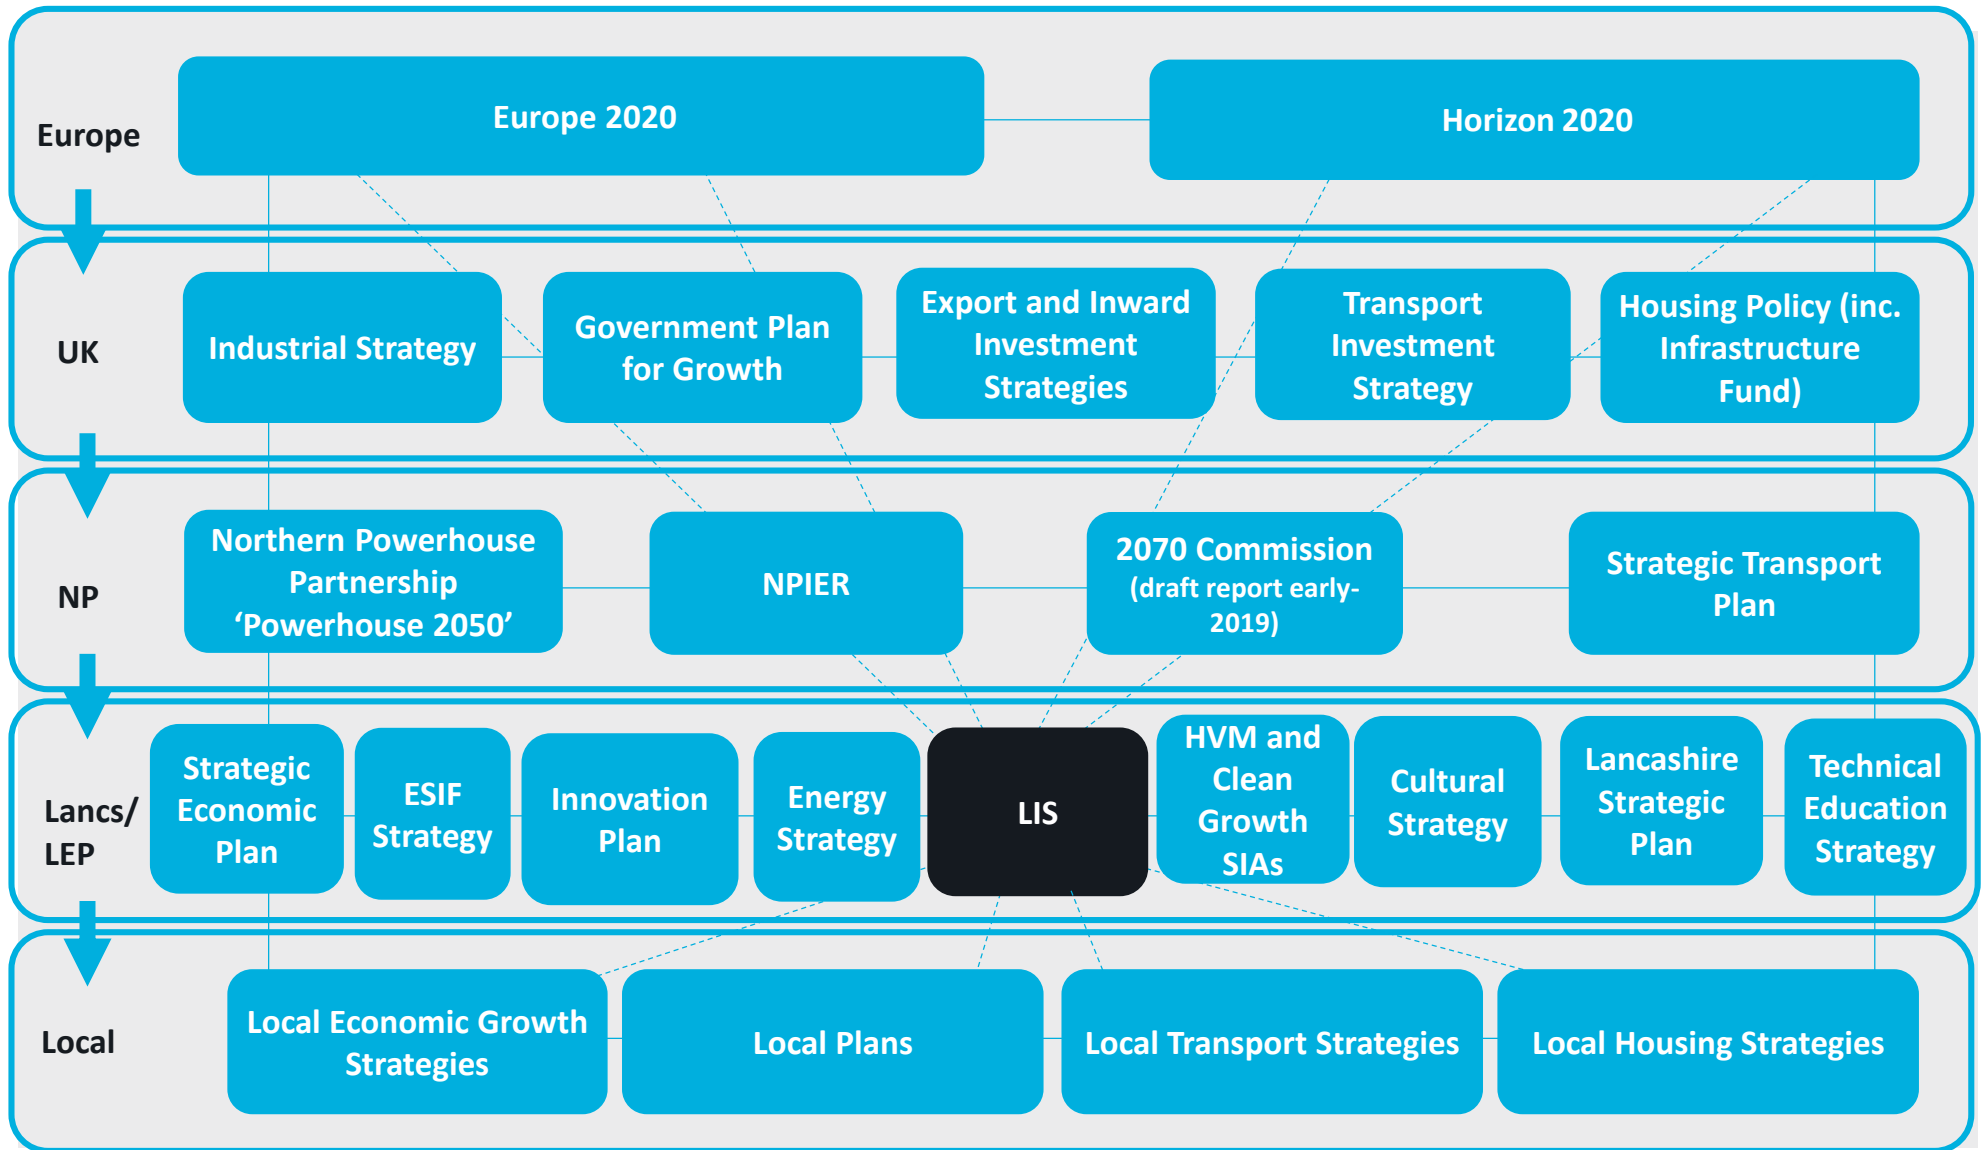 Europe
Europe 2020
Horizon 2020
UK
Industrial Strategy
Government Plan
for Growth
Export and Inward
Investment
Strategies
Transport
Investment
Strategy
Housing Policy (inc.
Infrastructure
Fund)
NP
Northern Powerhouse
Partnership
‘Powerhouse 2050’
NPIER
2070 Commission
(draft report early-
2019)
Strategic Transport
Plan
Lancs/
LEP
Strategic
Economic
Plan
ESIF
Strategy
Innovation
Plan
Energy
Strategy
LIS
HVM and
Clean
Growth
SIAs
Cultural
Strategy
Lancashire
Strategic
Plan
Technical
Education
Strategy
Local
Local Economic Growth
Strategies
Local Plans
Local Transport Strategies
Local Housing Strategies